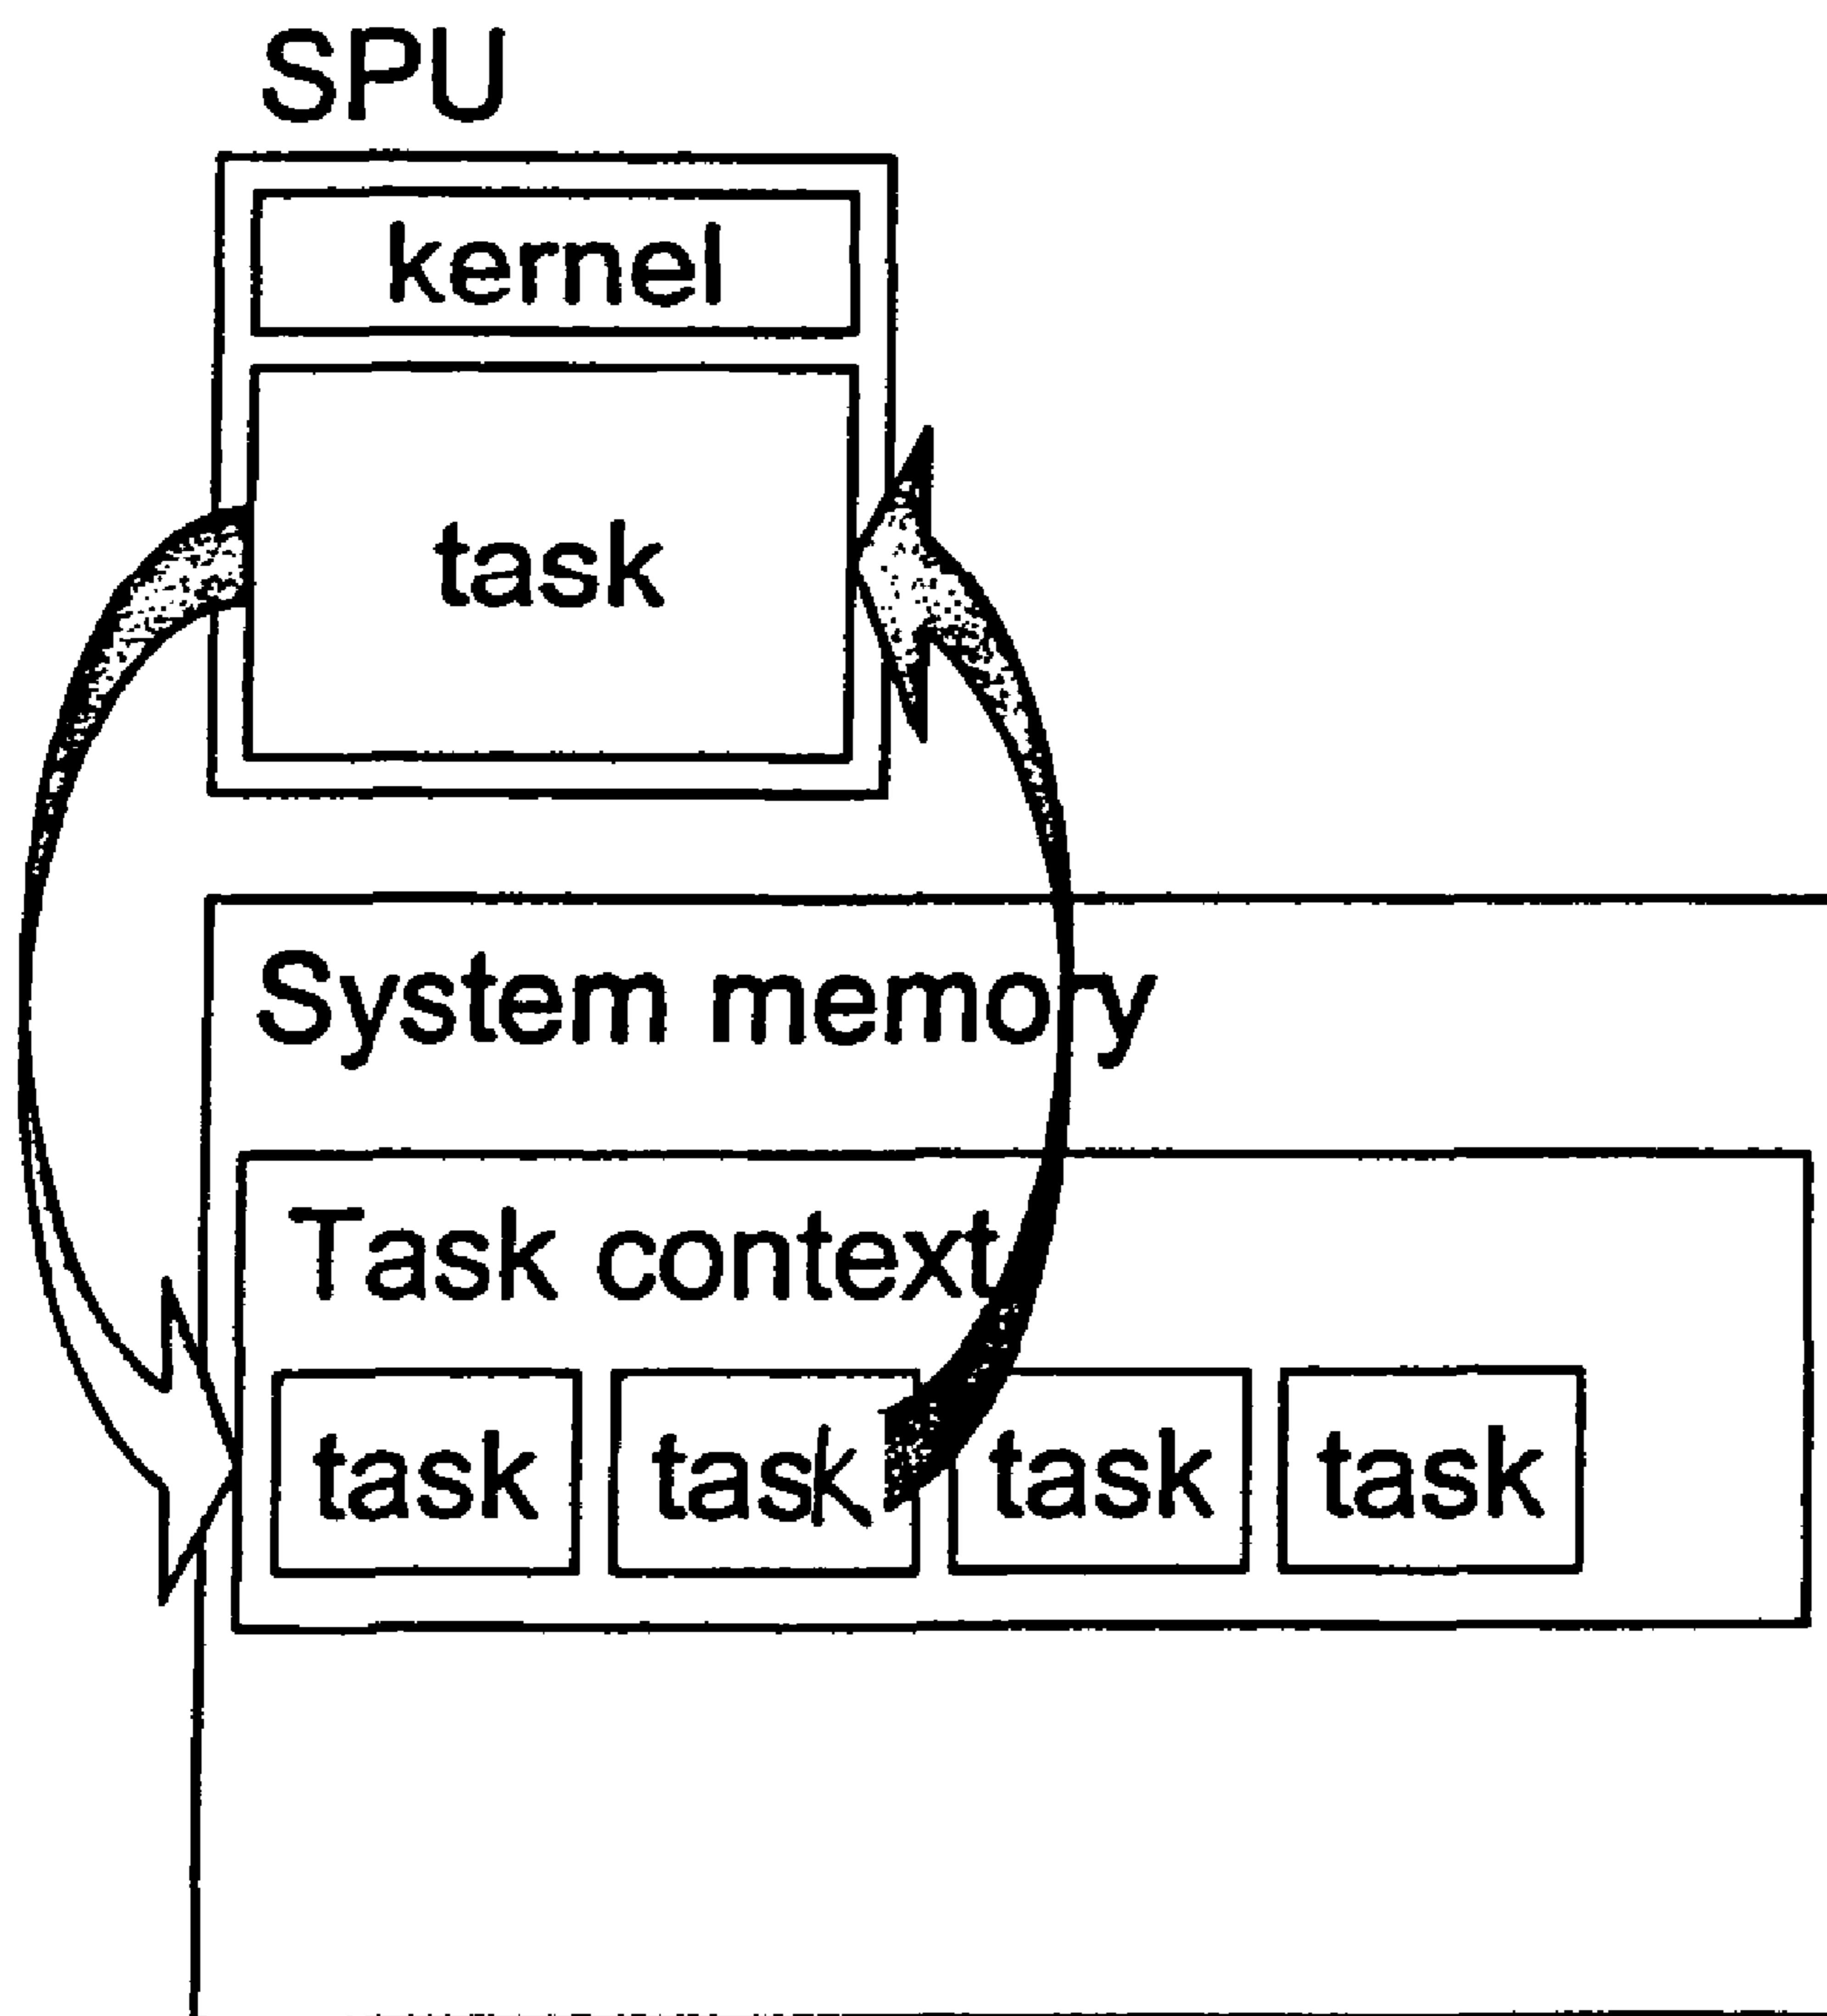 SPU
kernel
task
System memory
Task context
task task task task